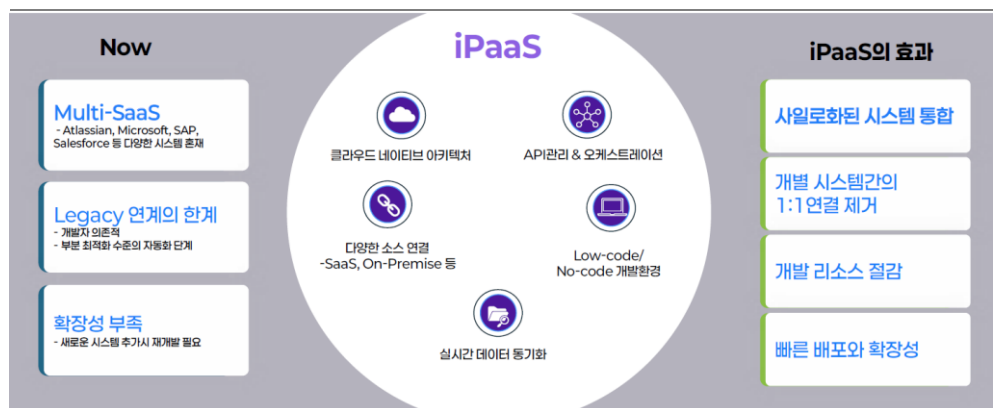 Now
Multi-SaaS
- Atlassian, Microsoft, SAP,
Salesforce 등 다양한 시스템 혼재
Legacy 연계의 한계
- 개발자 의존적
- 부분 최적화 수준의 자동화 단계
확장성 부족
- 새로운 시스템 추가시 재개발 필요
iPaaS
클라우드 네이티브 아키텍처
API관리 & 오케스트레이션
다양한 소스 연결
-SaaS, On-Premise 등
Low-code/
No-code 개발환경
실시간 데이터 동기화
iPaaS의 효과
사일로화된 시스템 통합
개별 시스템간의
1:1연결 제거
개발 리소스 절감
빠른 배포와 확장성